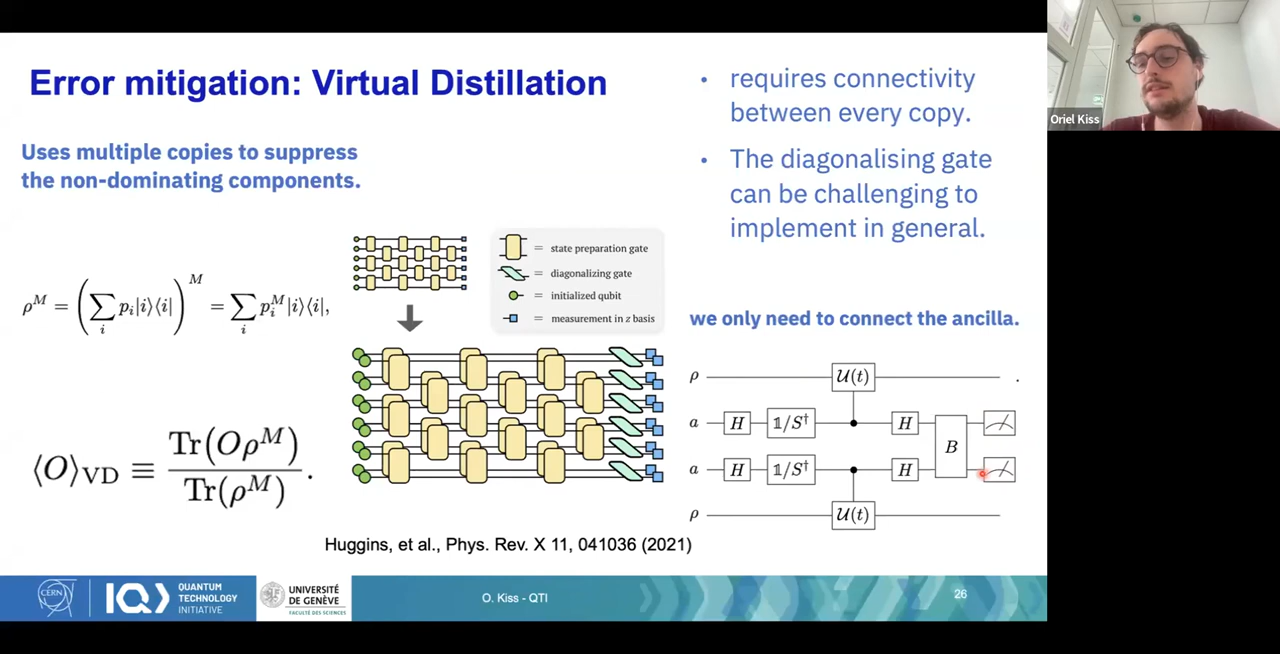 Error mitigation: Virtual Distillation
Uses multiple copies to suppress
the non-dominating components.
ρ^M = (∑_i p_i|i⟩⟨i|)^M = ∑_i p_i^M|i⟩⟨i|,
⟨O⟩_VD ≡ Tr(Oρ^M) / Tr(ρ^M) .
= state preparation gate
= diagonalizing gate
= initialized qubit
= measurement in z basis
Huggins, et al., Phys. Rev. X 11, 041036 (2021)
• requires connectivity
between every copy.
• The diagonalising gate
can be challenging to
implement in general.
we only need to connect the ancilla.
ρ U(t) .
a H 𝟙/S† H
B
a H 𝟙/S† H
ρ U(t)
Oriel Kiss
CERN
IQ
QUANTUM
TECHNOLOGY
INITIATIVE
UNIVERSITÉ
DE GENÈVE
FACULTÉ DES SCIENCES
O. Kiss - QTI
26